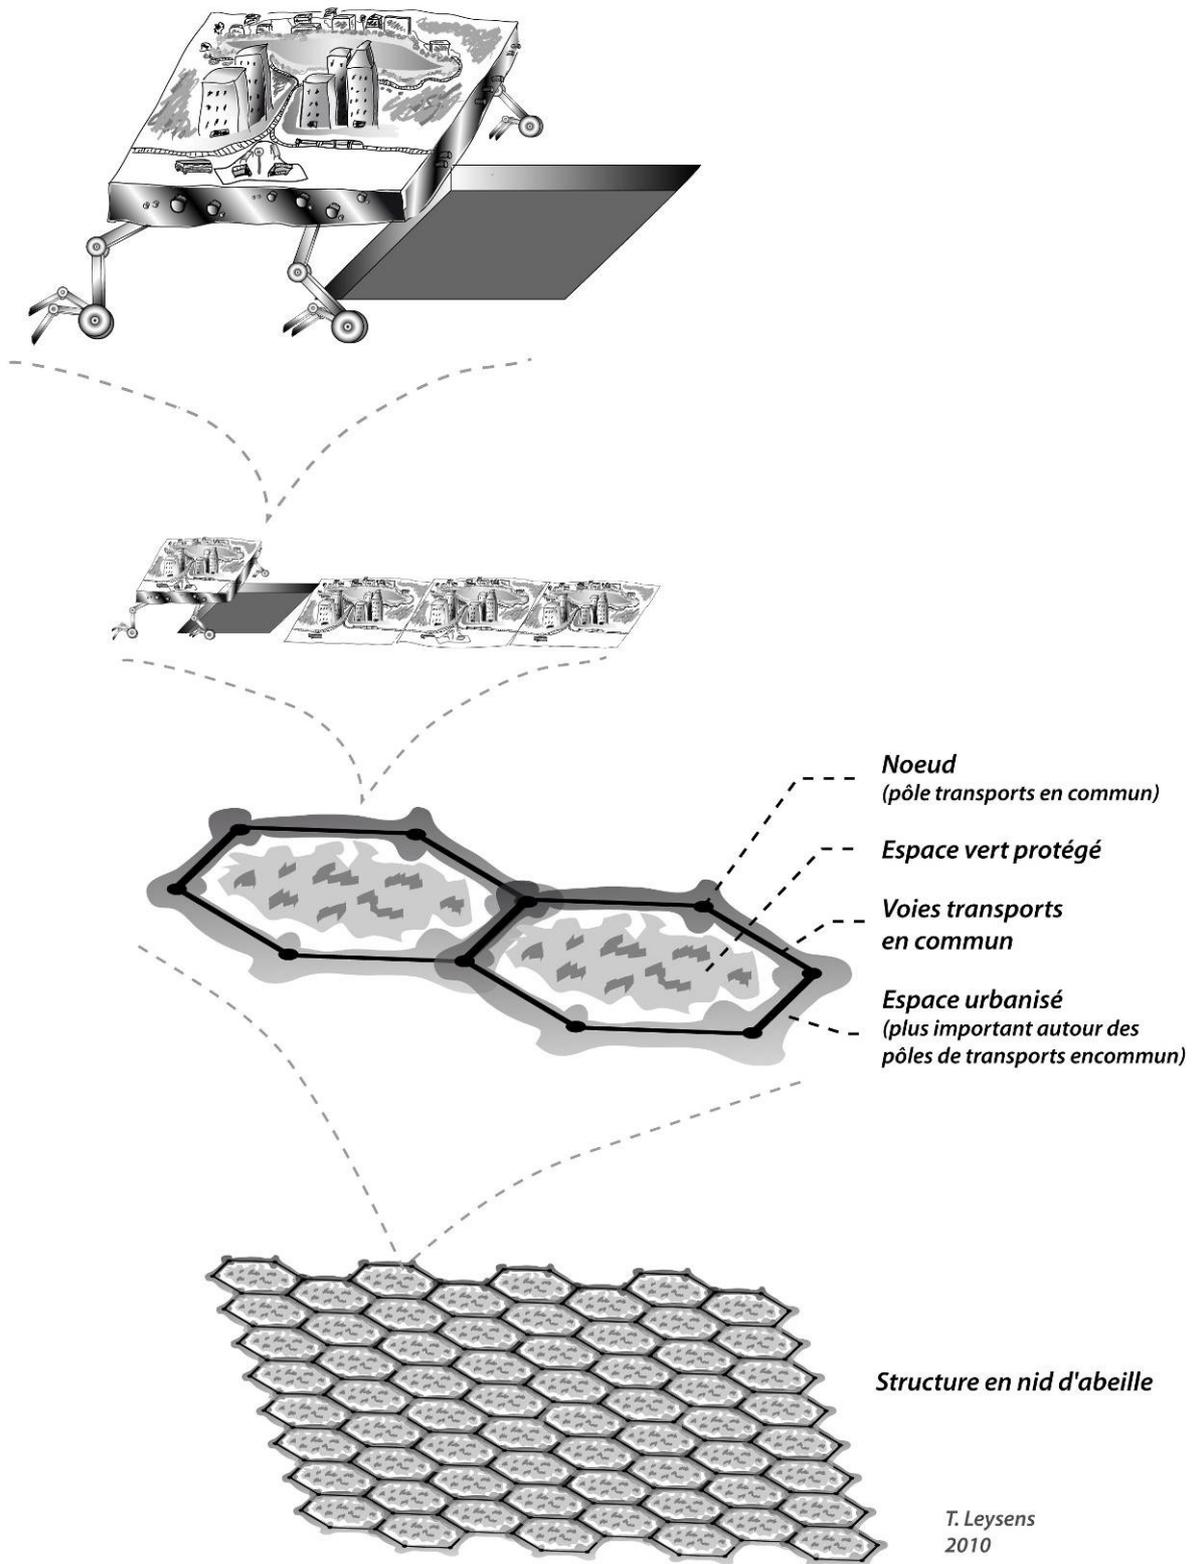 Noeud
(pôle transports en commun)
Espace vert protégé
Voies transports
en commun
Espace urbanisé
(plus important autour des
pôles de transports encommun)
Structure en nid d'abeille
T. Leysens
2010